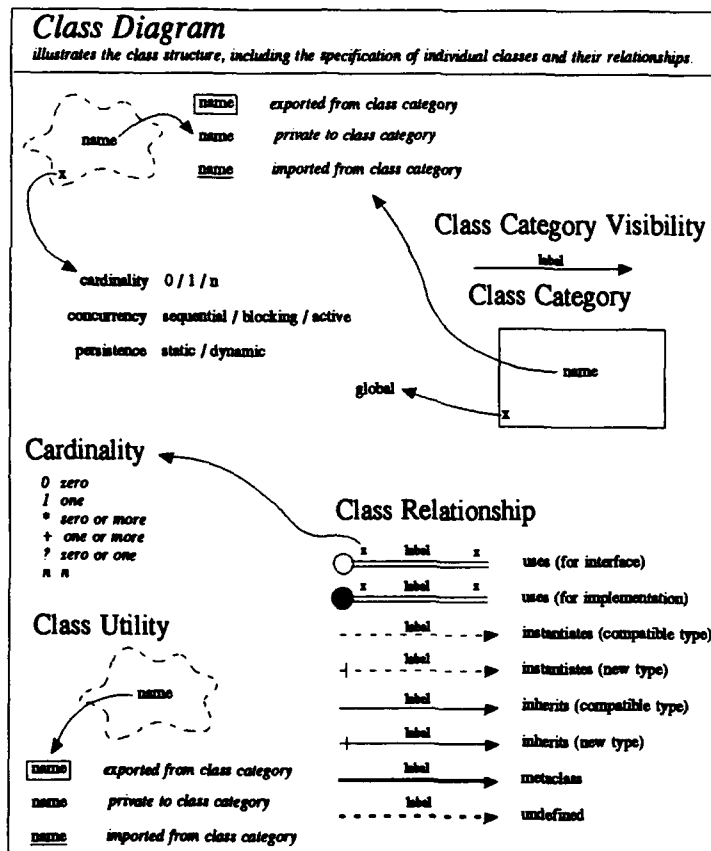 Class Diagram
illustrates the class structure, including the specification of individual classes and their relationships.
name exported from class category
name name private to class category
name imported from class category
x
cardinality 0 / 1 / n
concurrency sequential / blocking / active
persistence static / dynamic
Class Category Visibility
label
Class Category
name
global
x
Cardinality
0 zero
1 one
* zero or more
+ one or more
? zero or one
n n
Class Relationship
x label x
uses (for interface)
x label x
uses (for implementation)
label
instantiates (compatible type)
label
instantiates (new type)
label
inherits (compatible type)
label
inherits (new type)
label
metaclass
label
undefined
Class Utility
name
name exported from class category
name private to class category
name imported from class category